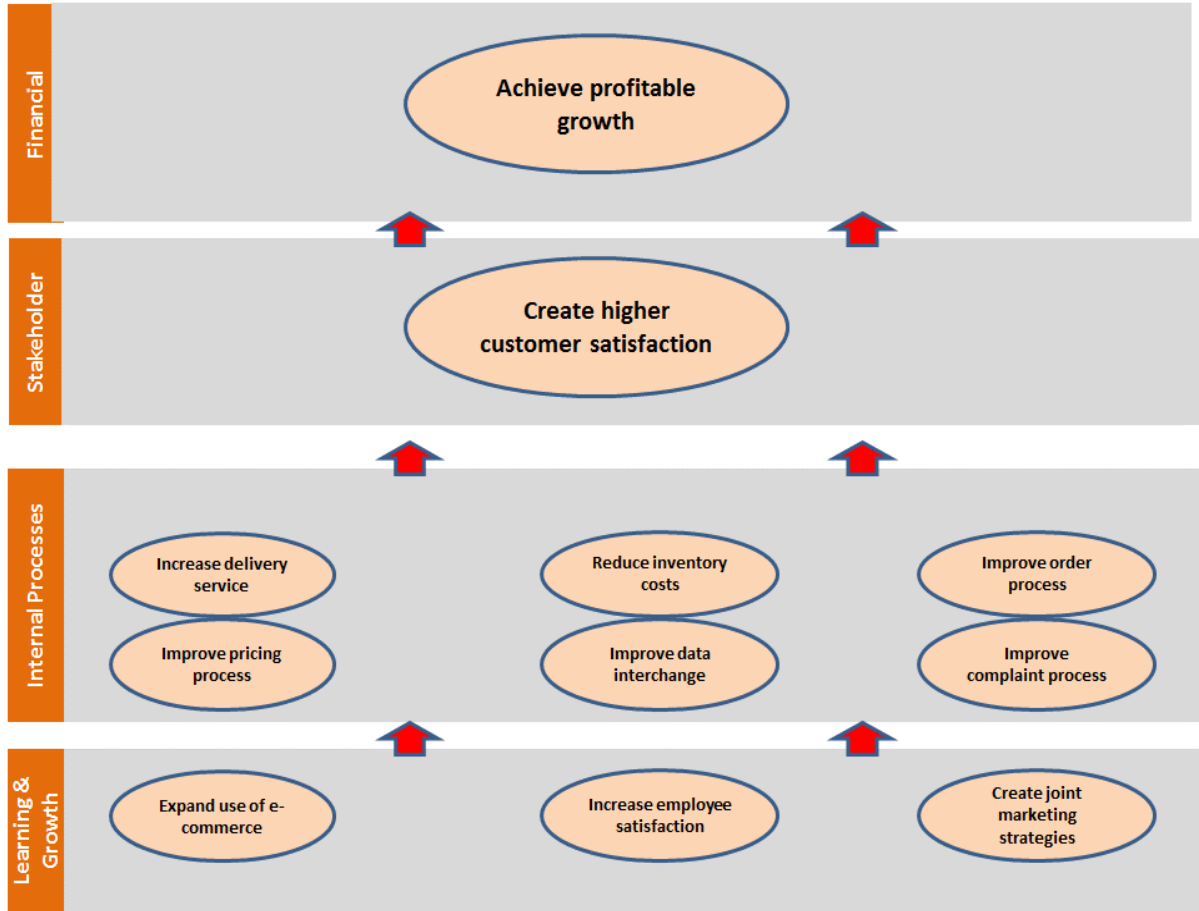 Financial
Achieve profitable
growth
Stakeholder
Create higher
customer satisfaction
Internal Processes
Increase delivery
service
Reduce inventory
costs
Improve order
process
Improve pricing
process
Improve data
interchange
Improve
complaint process
Learning &
Growth
Expand use of e-
commerce
Increase employee
satisfaction
Create joint
marketing
strategies